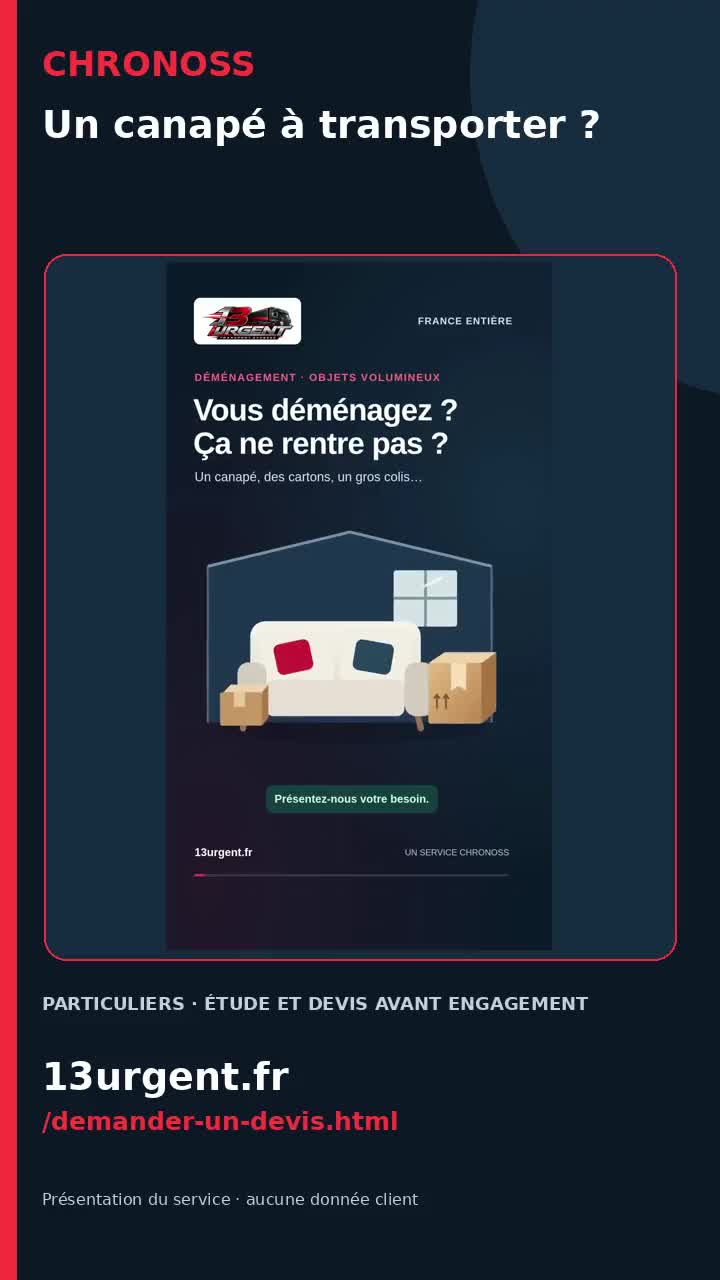 CHRONOSS
Un canapé à transporter ?
13
URGENT
FRANCE ENTIÈRE
DÉMÉNAGEMENT · OBJETS VOLUMINEUX
Vous déménagez ?
Ça ne rentre pas ?
Un canapé, des cartons, un gros colis…
Présentez-nous votre besoin.
13urgent.fr
UN SERVICE CHRONOSS
PARTICULIERS · ÉTUDE ET DEVIS AVANT ENGAGEMENT
13urgent.fr
/demander-un-devis.html
Présentation du service · aucune donnée client